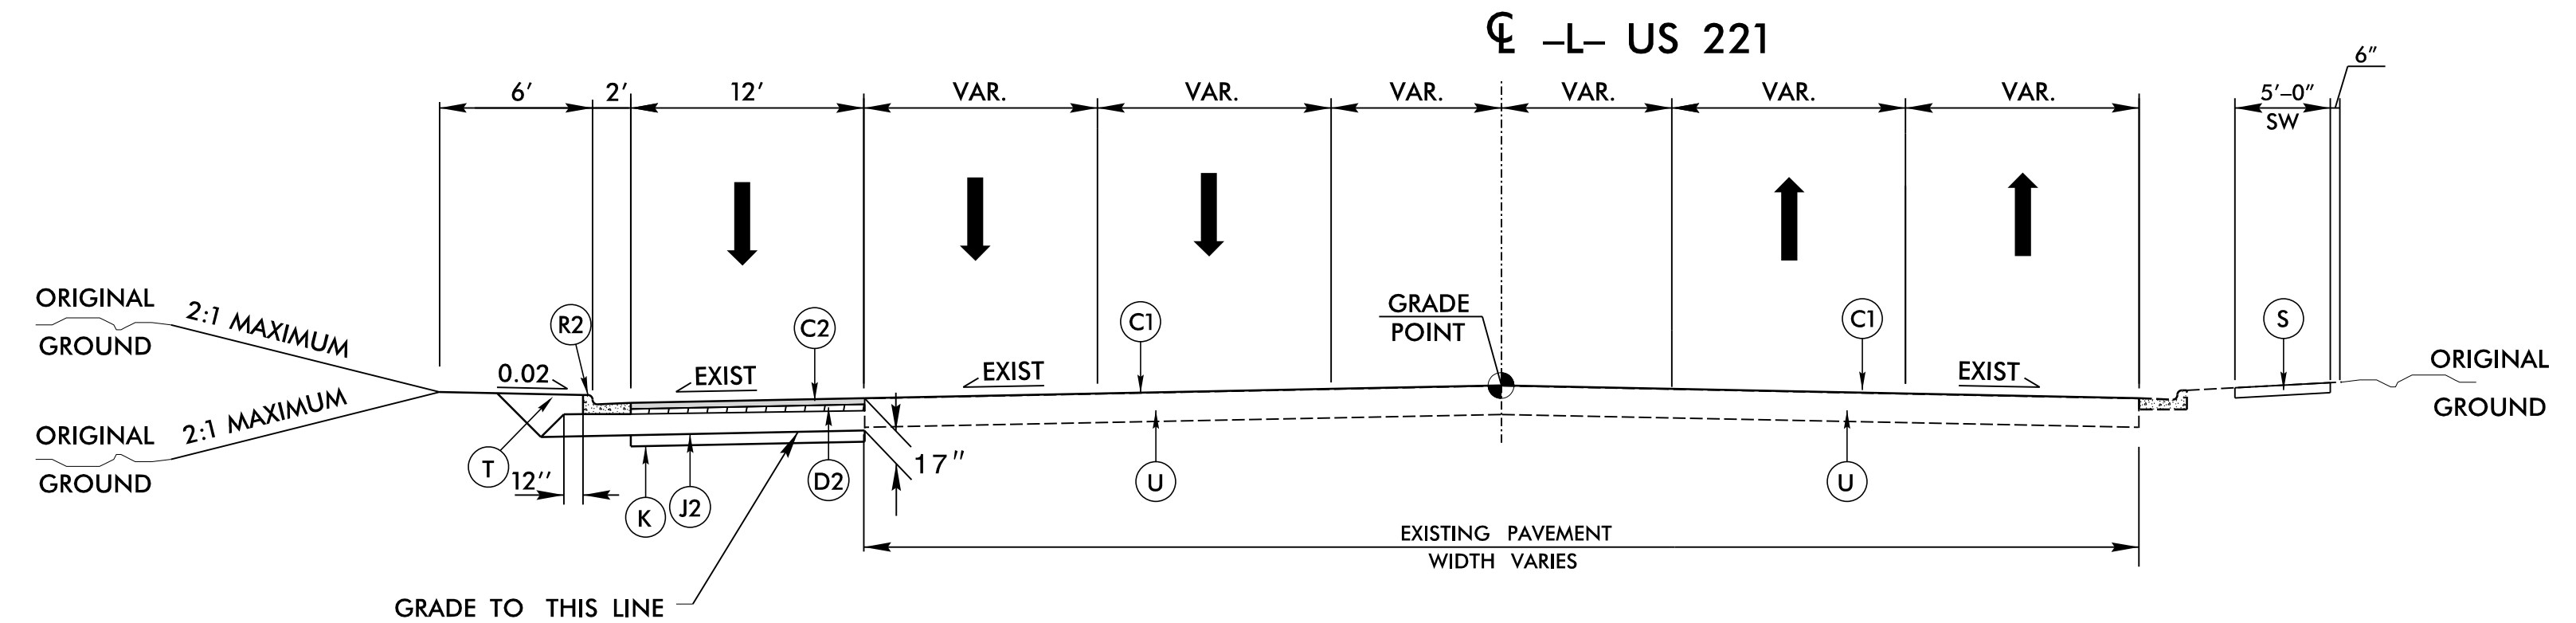 ℄ –L– US 221
6' 2' 12' VAR. VAR. VAR. VAR. VAR. VAR. 5'–0" 6"
SW
ORIGINAL
GROUND
2:1 MAXIMUM
ORIGINAL
GROUND
2:1 MAXIMUM
0.02
R2
EXIST
C2
EXIST
C1
GRADE
POINT
C1
EXIST
S
ORIGINAL
GROUND
T
12''
K
J2
D2
17"
U
U
EXISTING PAVEMENT
WIDTH VARIES
GRADE TO THIS LINE